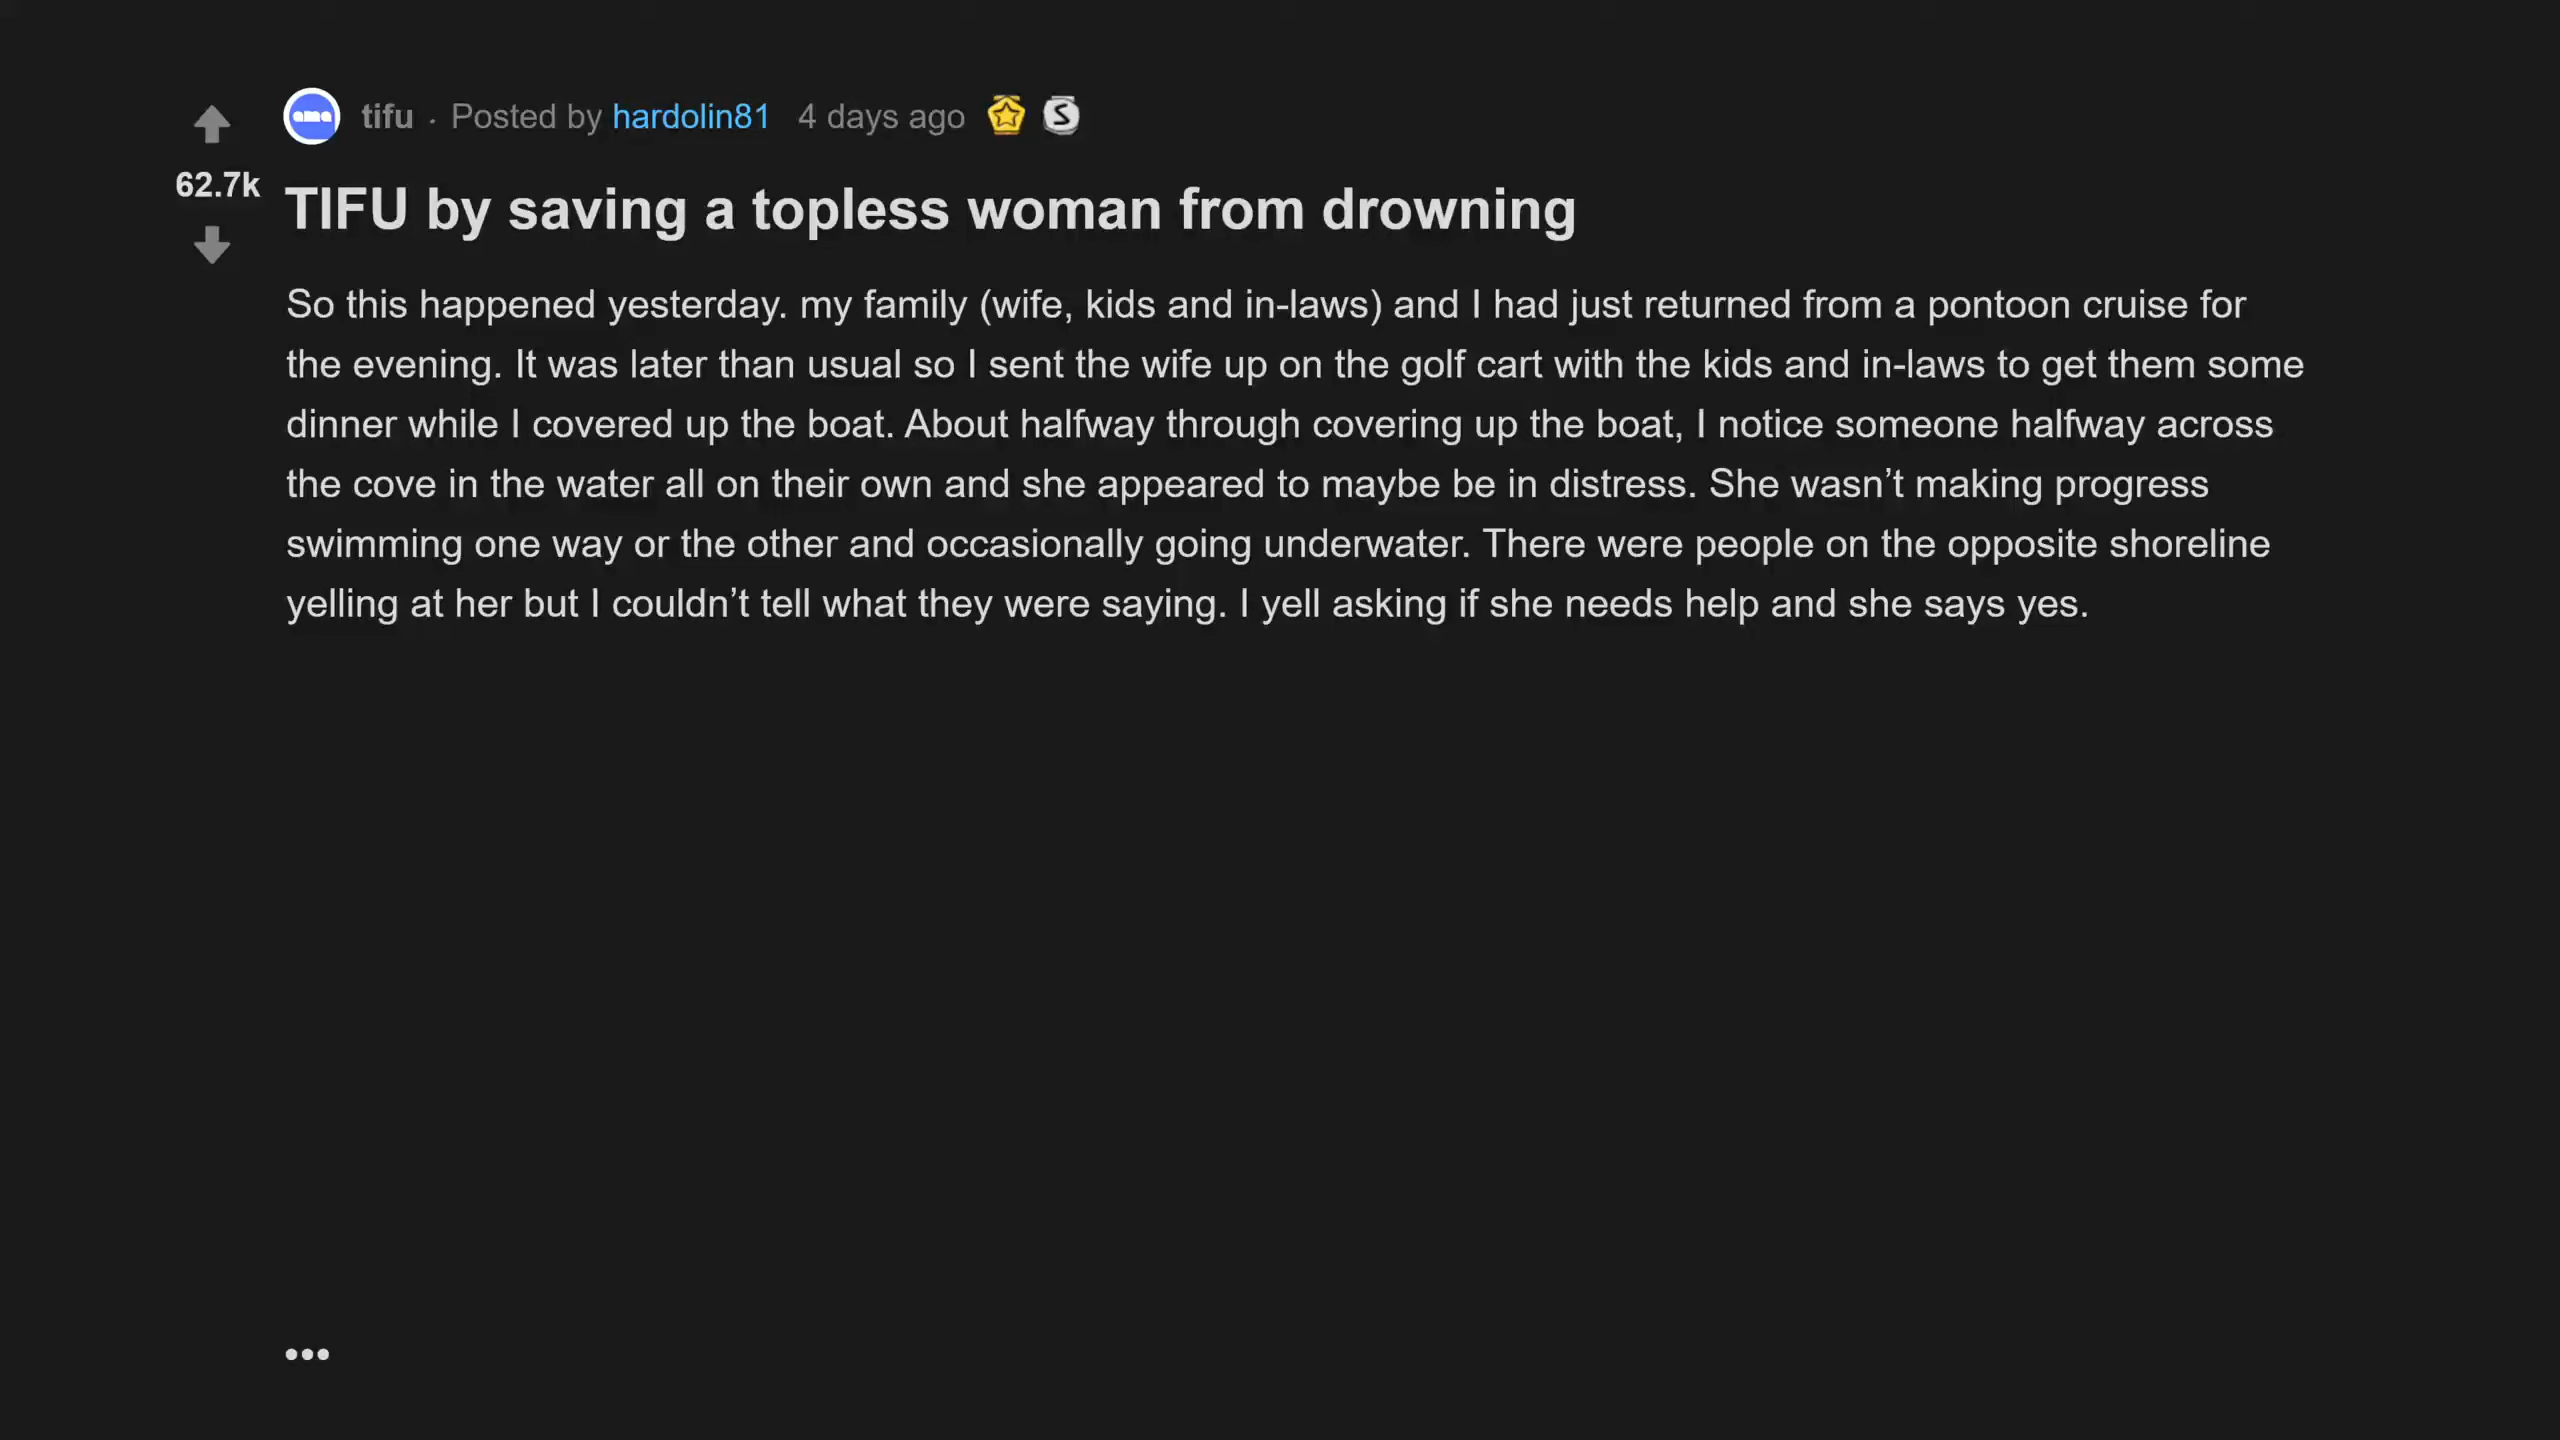 ama tifu · Posted by hardolin81 4 days ago S
62.7k
TIFU by saving a topless woman from drowning
So this happened yesterday. my family (wife, kids and in-laws) and I had just returned from a pontoon cruise for
the evening. It was later than usual so I sent the wife up on the golf cart with the kids and in-laws to get them some
dinner while I covered up the boat. About halfway through covering up the boat, I notice someone halfway across
the cove in the water all on their own and she appeared to maybe be in distress. She wasn’t making progress
swimming one way or the other and occasionally going underwater. There were people on the opposite shoreline
yelling at her but I couldn’t tell what they were saying. I yell asking if she needs help and she says yes.
•••